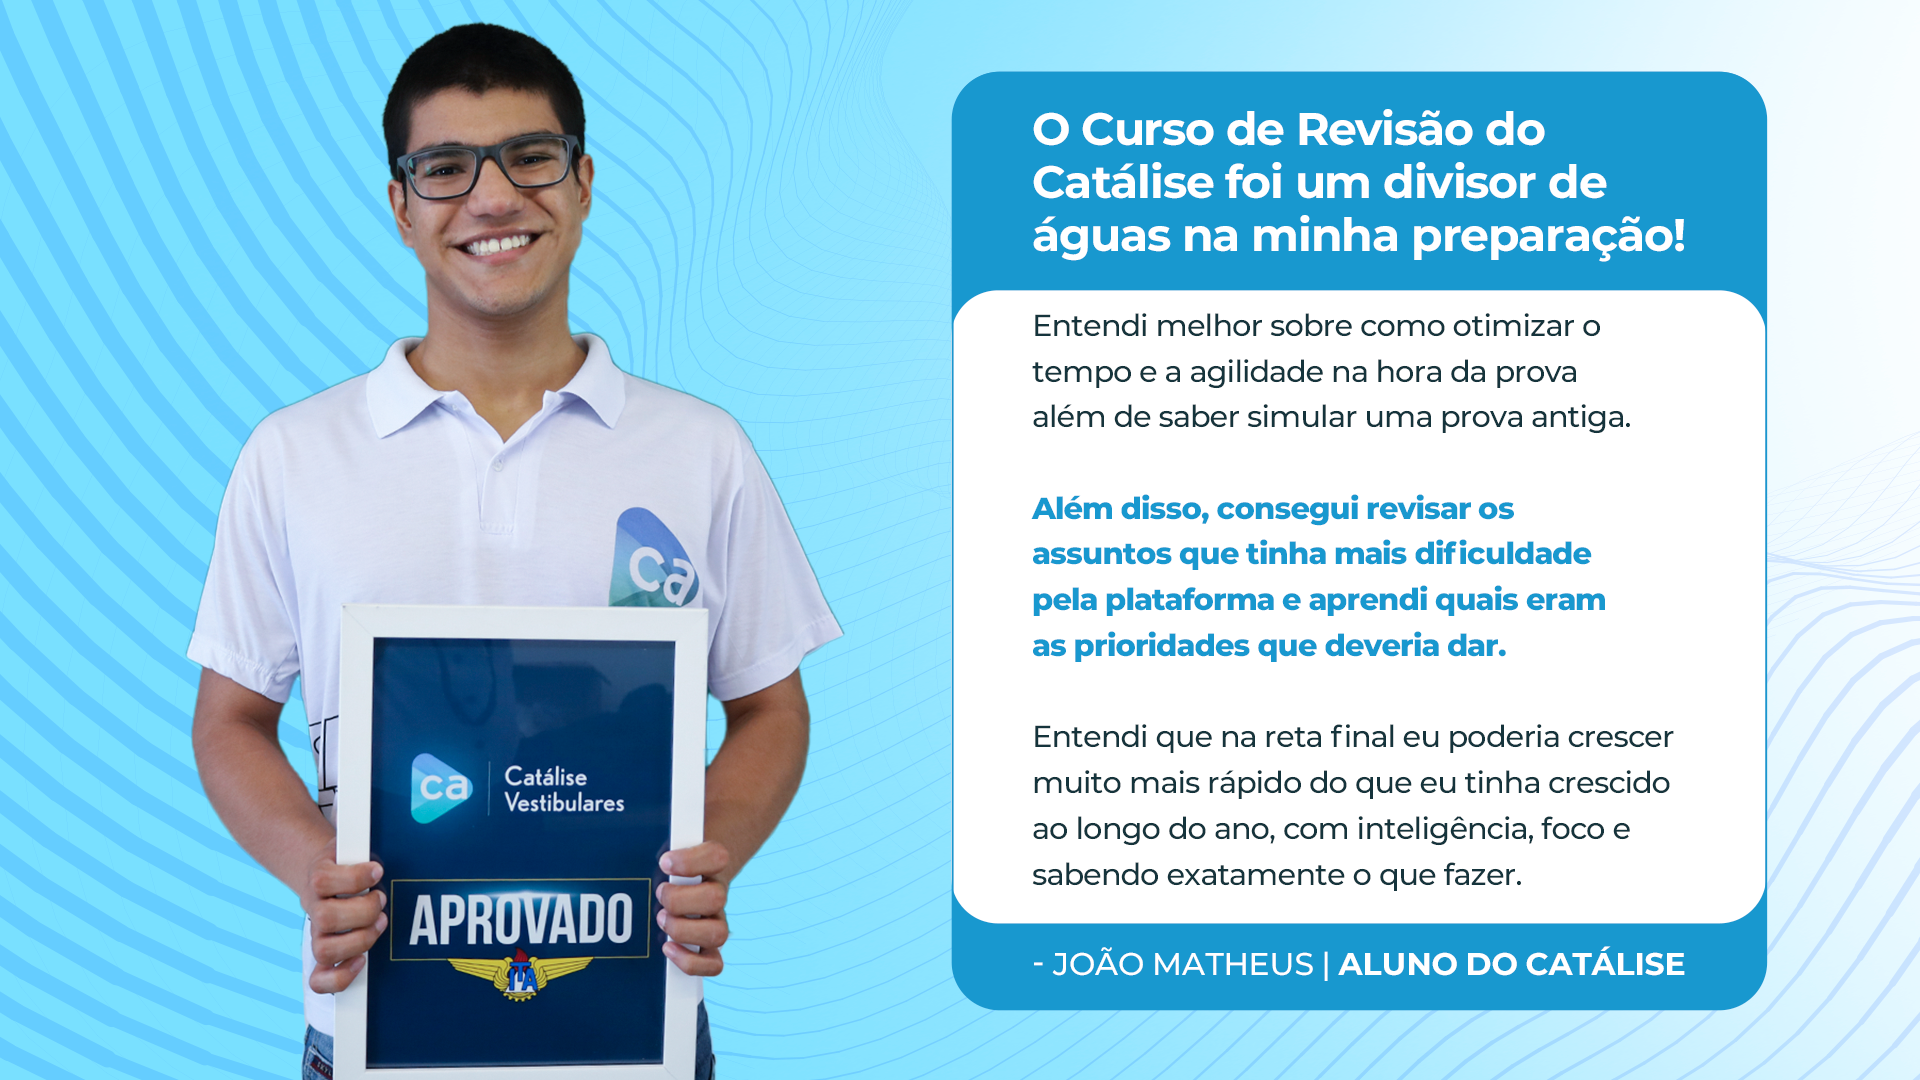 O Curso de Revisão do
Catálise foi um divisor de
águas na minha preparação!
Entendi melhor sobre como otimizar o
tempo e a agilidade na hora da prova
além de saber simular uma prova antiga.
Além disso, consegui revisar os
assuntos que tinha mais dificuldade
pela plataforma e aprendi quais eram
as prioridades que deveria dar.
Entendi que na reta final eu poderia crescer
muito mais rápido do que eu tinha crescido
ao longo do ano, com inteligência, foco e
sabendo exatamente o que fazer.
- JOÃO MATHEUS | ALUNO DO CATÁLISE
ca
ca
Catálise
Vestibulares
APROVADO
ITA